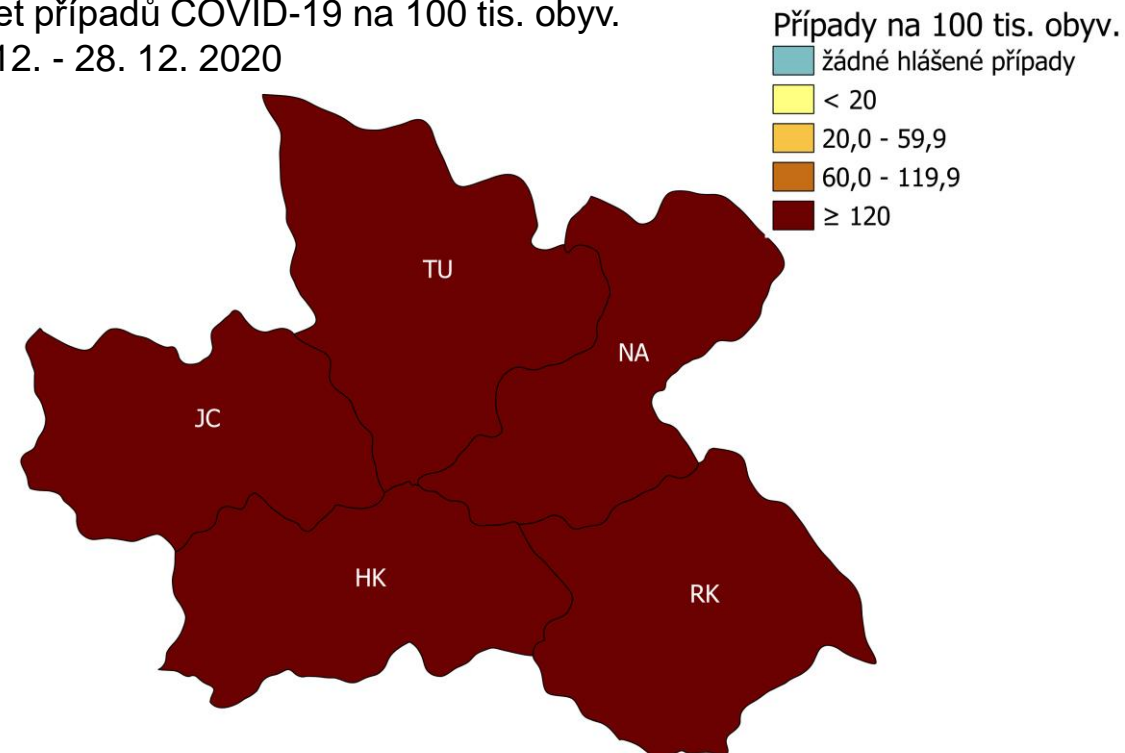 et případů COVID-19 na 100 tis. obyv.
12. - 28. 12. 2020
Případy na 100 tis. obyv.
žádné hlášené případy
< 20
20,0 - 59,9
60,0 - 119,9
≥ 120
TU
NA
JC
HK
RK